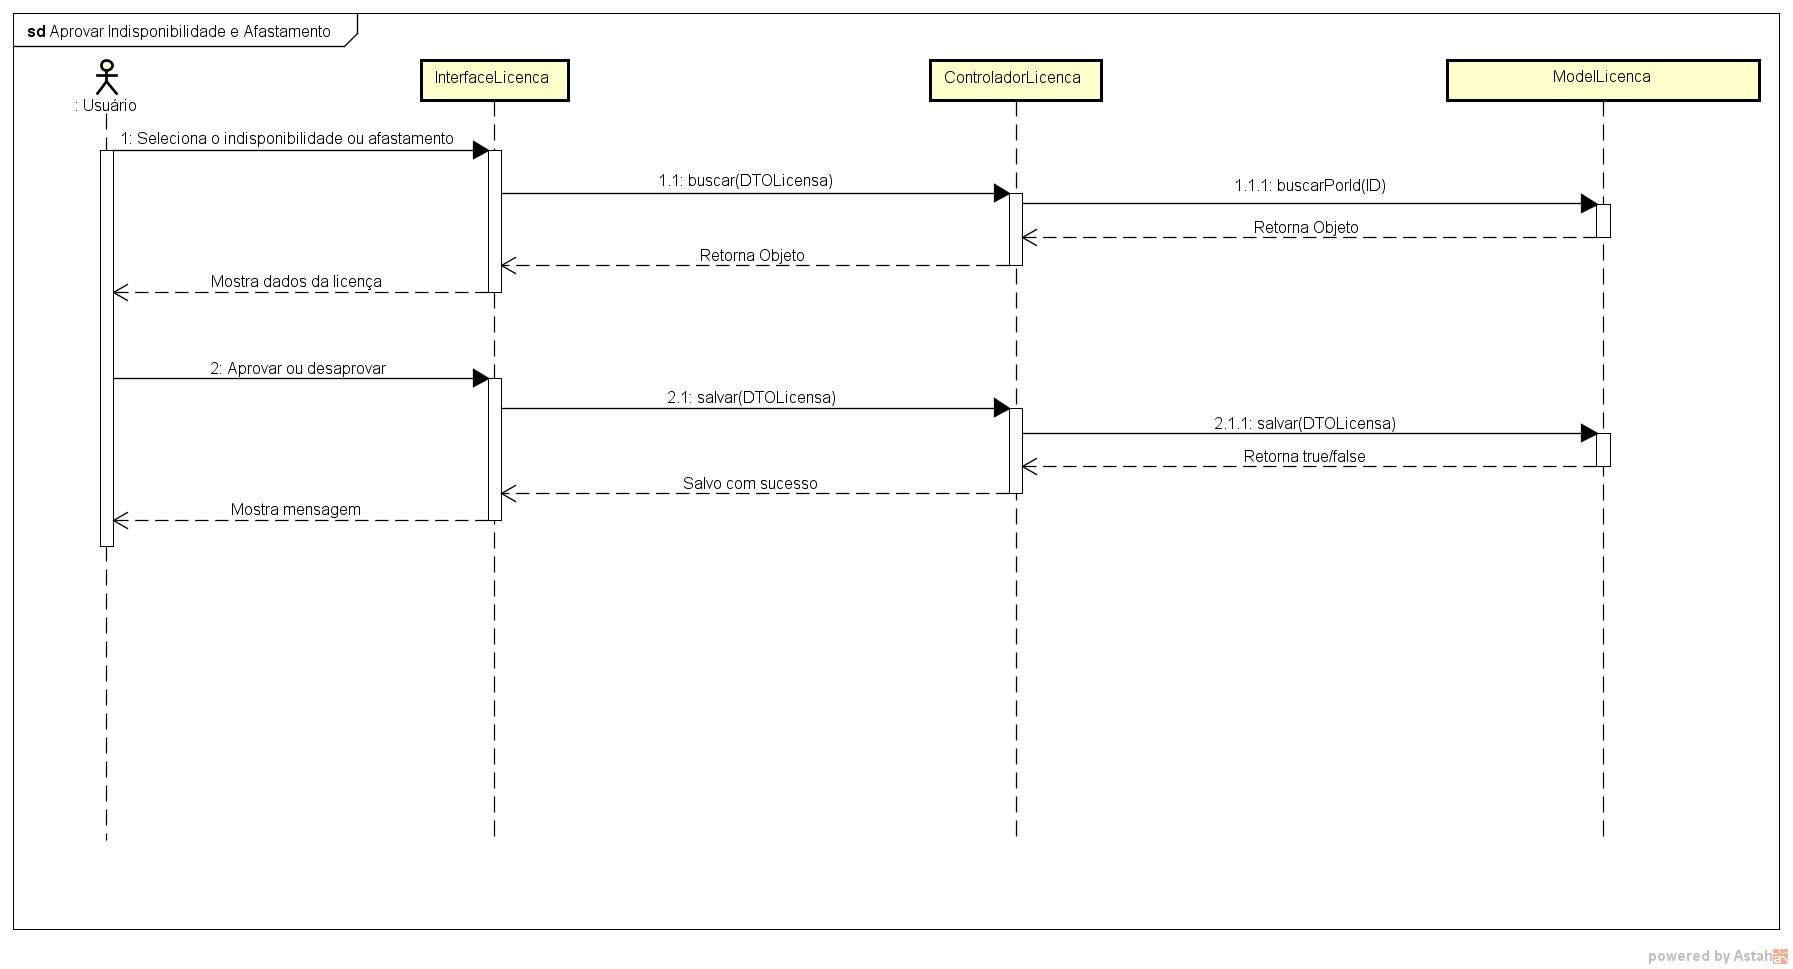 sd Aprovar Indisponibilidade e Afastamento
: Usuário
InterfaceLicenca
ControladorLicenca
ModelLicenca
1: Seleciona o indisponibilidade ou afastamento
1.1: buscar(DTOLicensa)
1.1.1: buscarPorId(ID)
Retorna Objeto
Retorna Objeto
Mostra dados da licença
2: Aprovar ou desaprovar
2.1: salvar(DTOLicensa)
2.1.1: salvar(DTOLicensa)
Retorna true/false
Salvo com sucesso
Mostra mensagem
powered by Astah